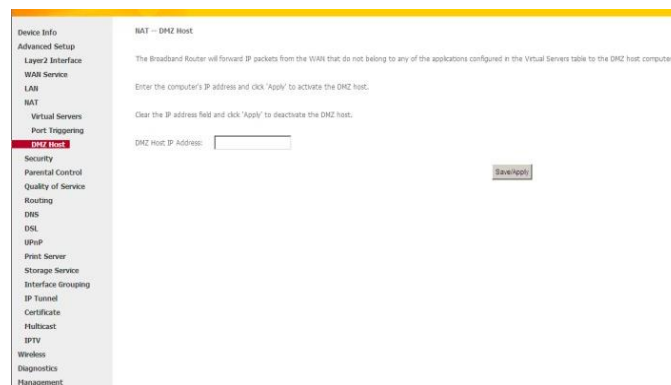 Device Info
Advanced Setup
Layer2 Interface
WAN Service
LAN
NAT
Virtual Servers
Port Triggering
DMZ Host
Security
Parental Control
Quality of Service
Routing
DNS
DSL
UPnP
Print Server
Storage Service
Interface Grouping
IP Tunnel
Certificate
Multicast
IPTV
Wireless
Diagnostics
Management
NAT -- DMZ Host
The Broadband Router will forward IP packets from the WAN that do not belong to any of the applications configured in the Virtual Servers table to the DMZ host compute
Enter the computer's IP address and click 'Apply' to activate the DMZ host.
Clear the IP address field and click 'Apply' to deactivate the DMZ host.
DMZ Host IP Address:
Save/Apply